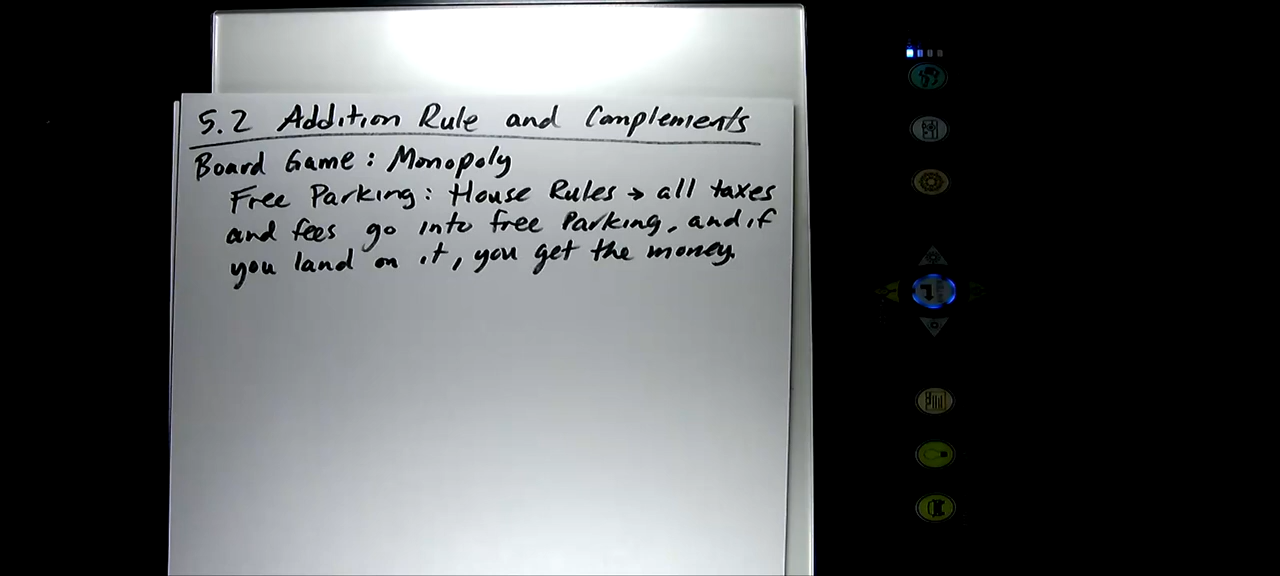 5.2 Addition Rule and Complements
Board Game: Monopoly
Free Parking: House Rules → all taxes
and fees go into free Parking, and if
you land on it, you get the money.